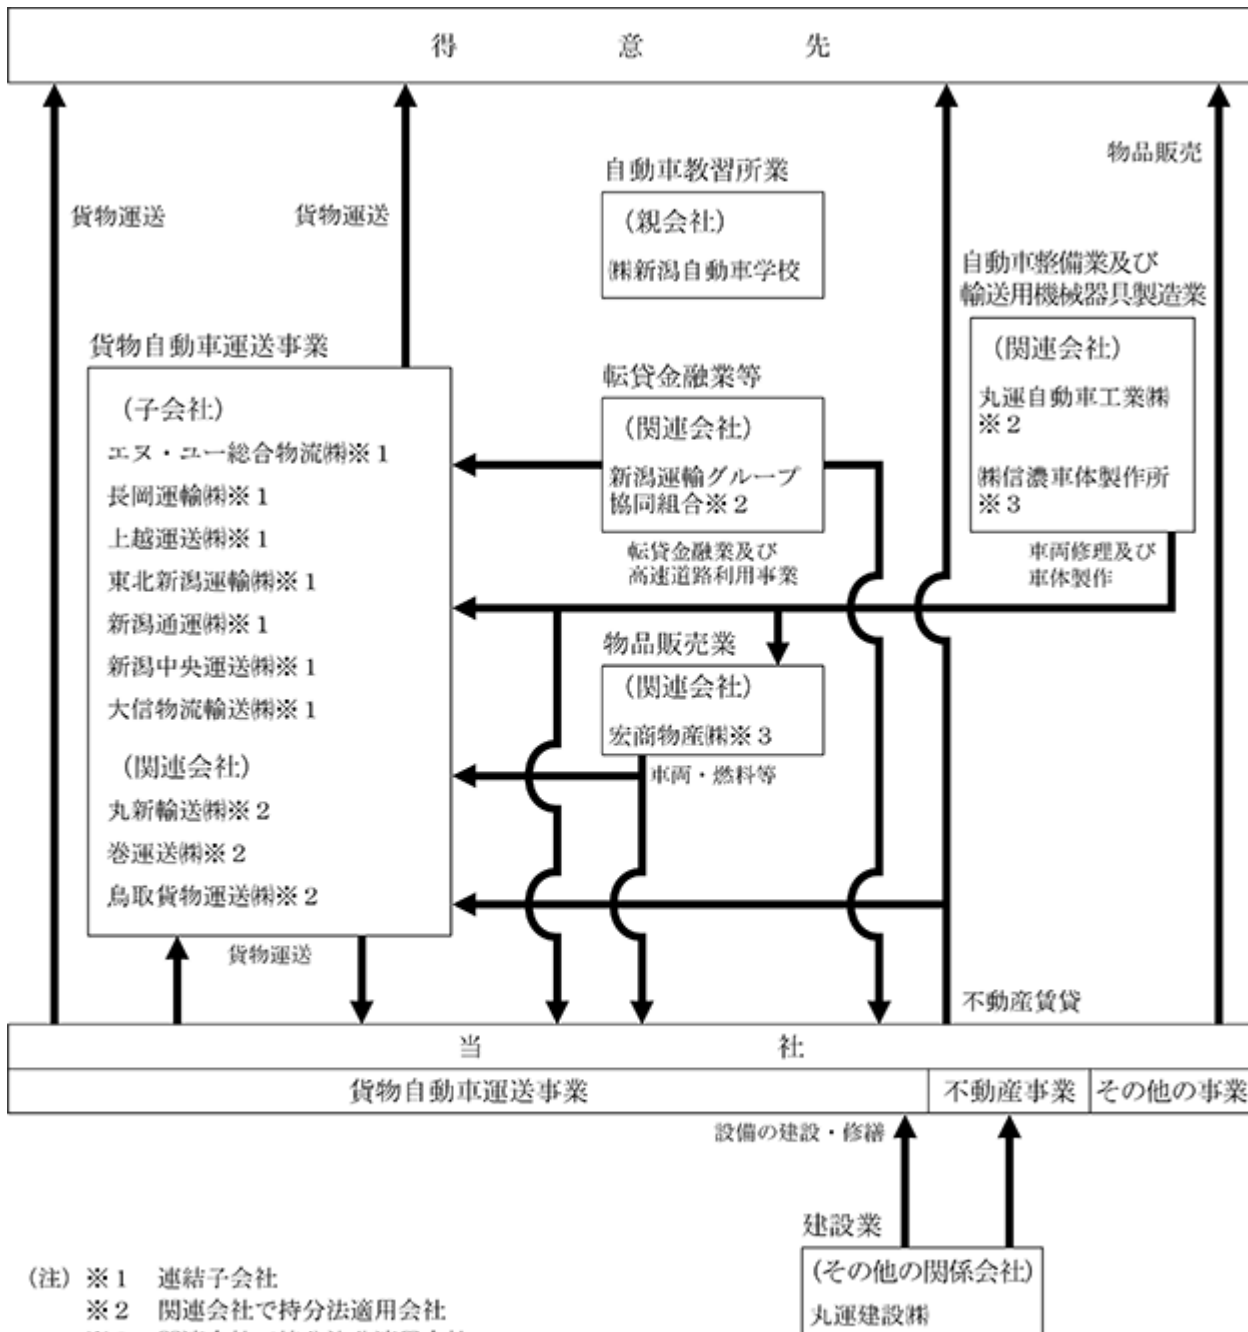 得意先
貨物運送
貨物運送
物品販売
自動車教習所業
（親会社）
㈱新潟自動車学校
自動車整備業及び
輸送用機械器具製造業
（関連会社）
丸運自動車工業㈱
※２
㈱信濃車体製作所
※３
車両修理及び
車体製作
貨物自動車運送事業
（子会社）
エヌ・ユー総合物流㈱※１
長岡運輸㈱※１
上越運送㈱※１
東北新潟運輸㈱※１
新潟通運㈱※１
新潟中央運送㈱※１
大信物流輸送㈱※１
（関連会社）
丸新輸送㈱※２
巻運送㈱※２
鳥取貨物運送㈱※２
貨物運送
転貸金融業等
（関連会社）
新潟運輸グループ
協同組合※２
転貸金融業及び
高速道路利用事業
物品販売業
（関連会社）
宏商物産㈱※３
車両・燃料等
不動産賃貸
当社
貨物自動車運送事業
不動産事業
その他の事業
設備の建設・修繕
建設業
（その他の関係会社）
丸運建設㈱
（注）※１　連結子会社
※２　関連会社で持分法適用会社